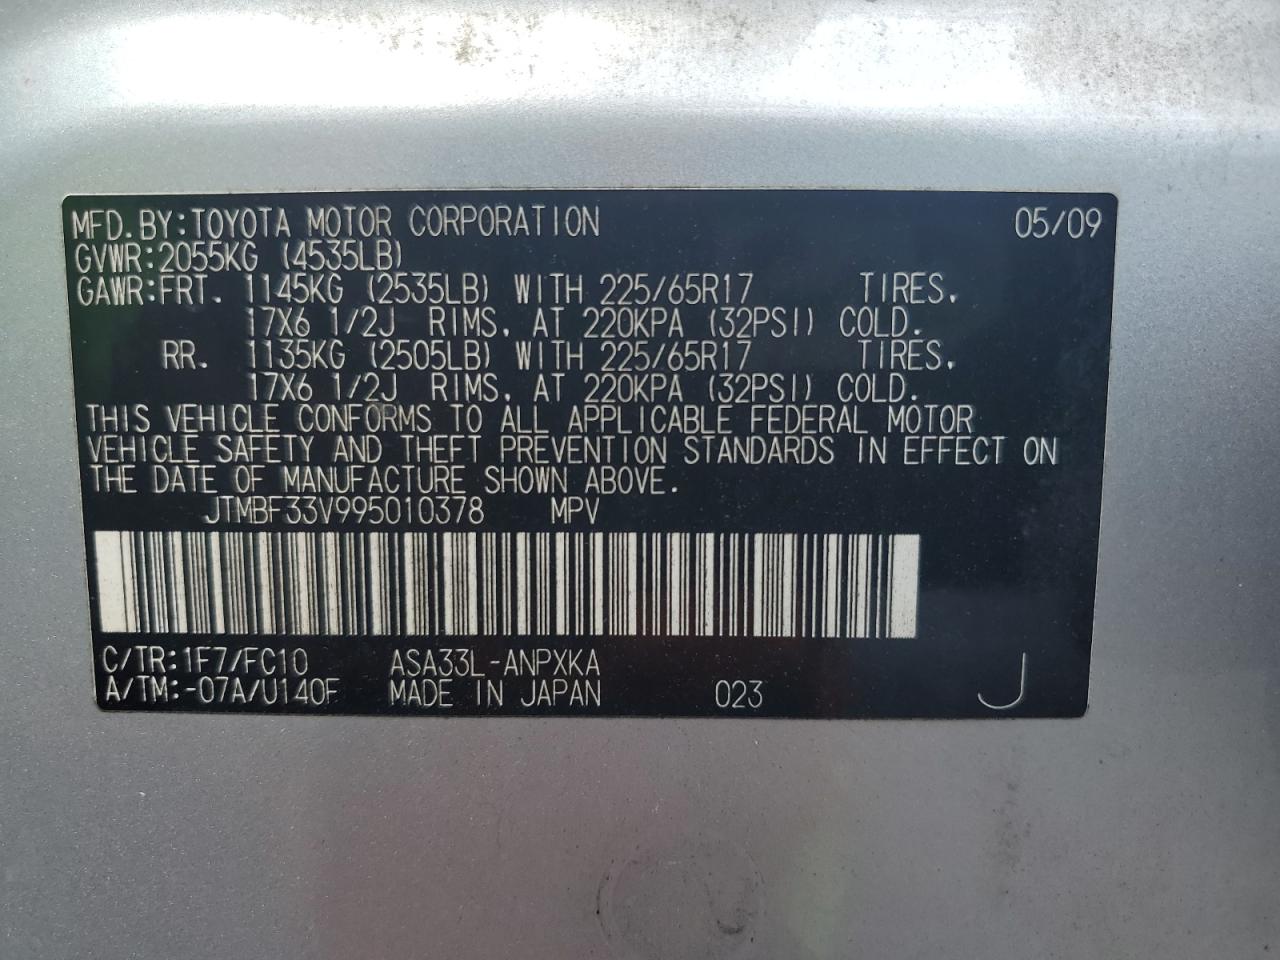 MFD.BY:TOYOTA MOTOR CORPORATION 05/09
GVWR:2055KG (4535LB)
GAWR:FRT. 1145KG (2535LB) WITH 225/65R17 TIRES,
17X6 1/2J RIMS, AT 220KPA (32PSI) COLD.
RR. 1135KG (2505LB) WITH 225/65R17 TIRES,
17X6 1/2J RIMS, AT 220KPA (32PSI) COLD.
THIS VEHICLE CONFORMS TO ALL APPLICABLE FEDERAL MOTOR
VEHICLE SAFETY AND THEFT PREVENTION STANDARDS IN EFFECT ON
THE DATE OF MANUFACTURE SHOWN ABOVE.
JTMBF33V995010378 MPV
C/TR:1F7/FC10 ASA33L-ANPXKA
A/TM:-07A/U140F MADE IN JAPAN 023 J